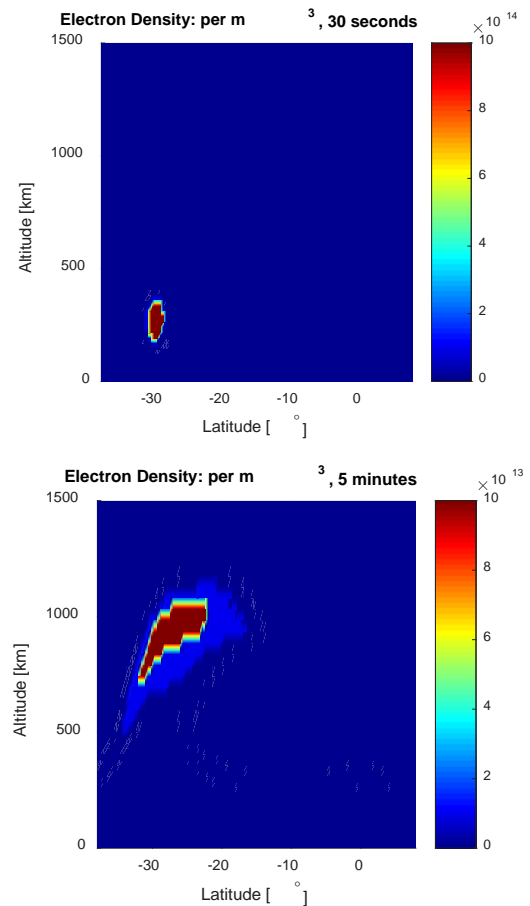 Electron Density: per m 3 , 30 seconds
× 10 14
1500
1000
500
0
Altitude [km]
-30 -20 -10 0
Latitude [ ° ]
10
8
6
4
2
0
Electron Density: per m 3 , 5 minutes
× 10 13
1500
1000
500
0
Altitude [km]
-30 -20 -10 0
Latitude [ ° ]
10
8
6
4
2
0